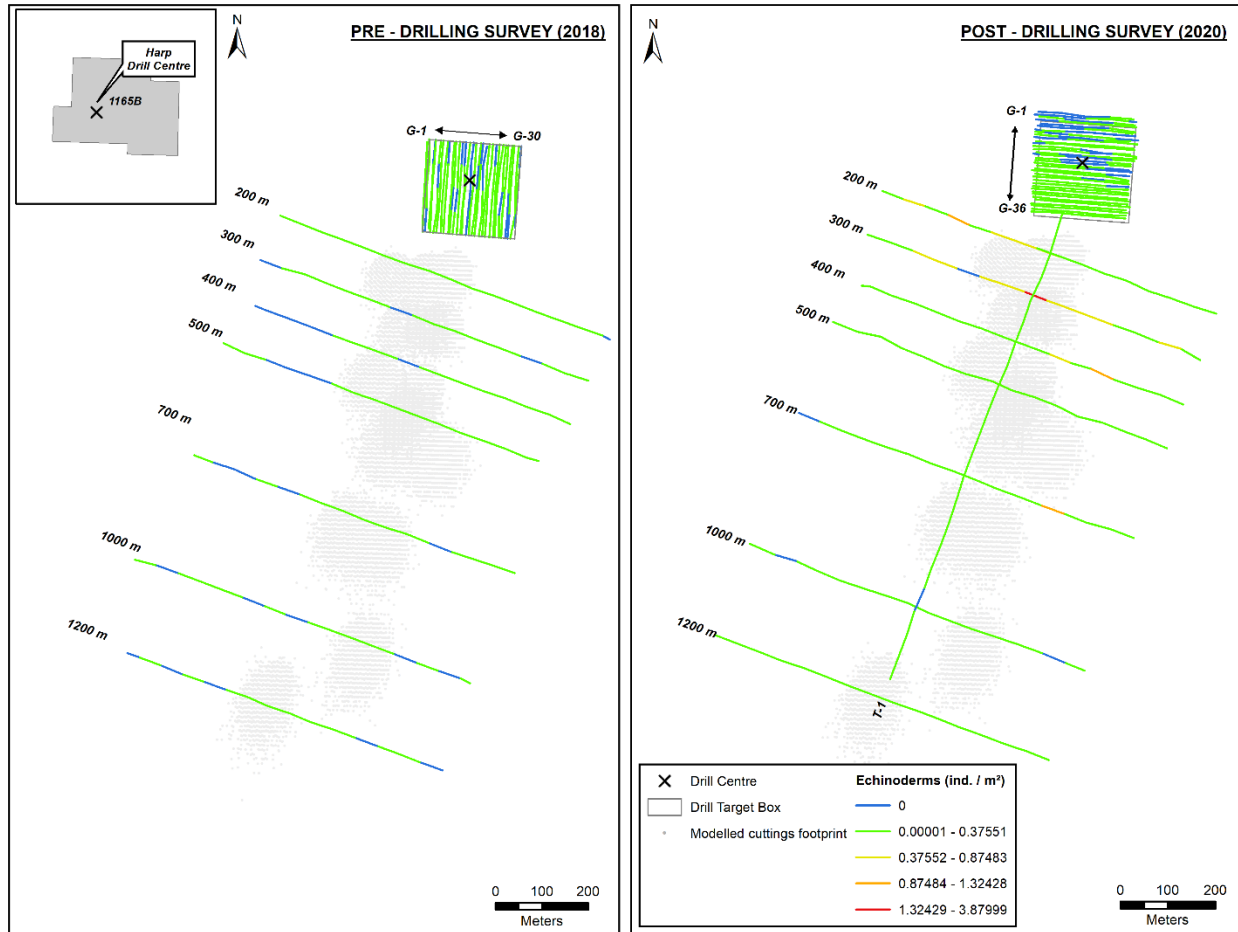 PRE - DRILLING SURVEY (2018)
N
Harp
Drill Centre
1165B
G-1
G-30
200 m
300 m
400 m
500 m
700 m
1000 m
1200 m
0 100 200
Meters
POST - DRILLING SURVEY (2020)
N
G-1
G-36
200 m
300 m
400 m
500 m
700 m
1000 m
1200 m
T-1
Drill Centre
Drill Target Box
Modelled cuttings footprint
Echinoderms (ind. / m²)
0
0.00001 - 0.37551
0.37552 - 0.87483
0.87484 - 1.32428
1.32429 - 3.87999
0 100 200
Meters